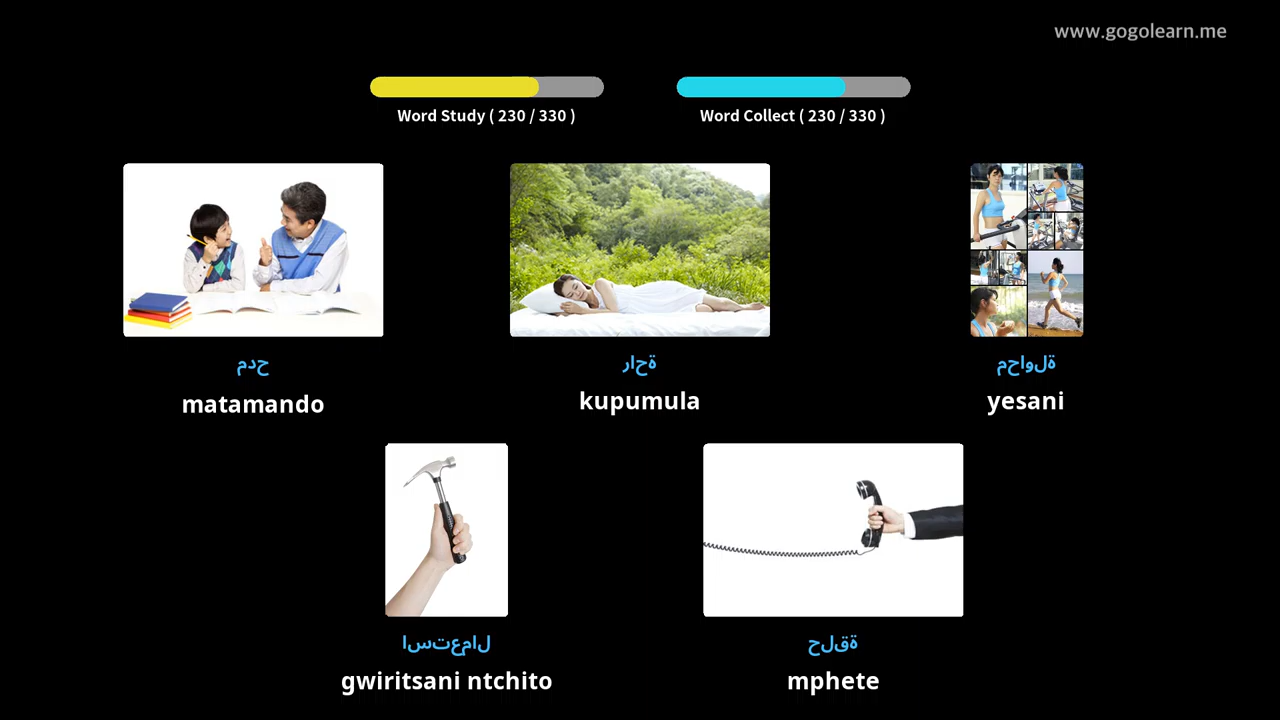 www.gogolearn.me
Word Study ( 230 / 330 )
Word Collect ( 230 / 330 )
مدح
matamando
راحة
kupumula
محاولة
yesani
استعمال
gwiritsani ntchito
حلقة
mphete